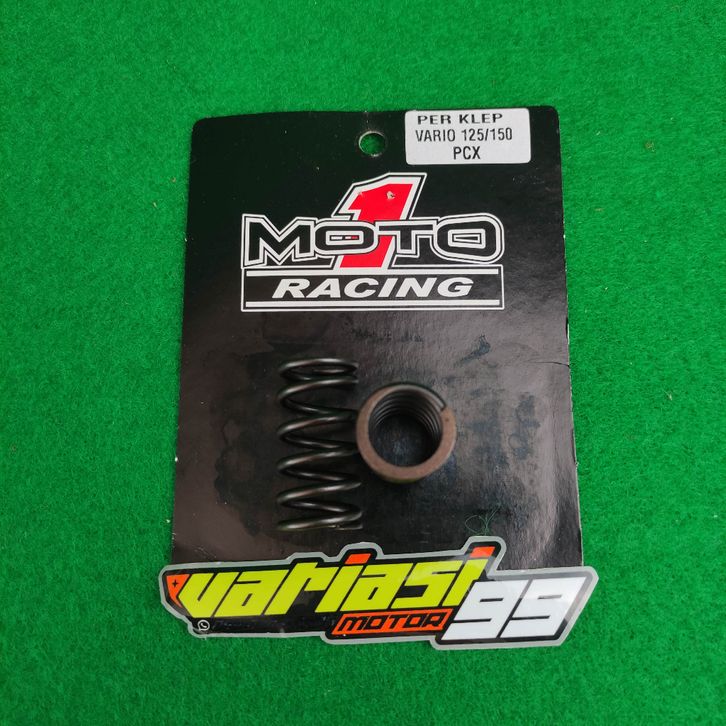 PER KLEP
VARIO 125/150
PCX
MOTO 1
RACING
variasi
MOTOR 99